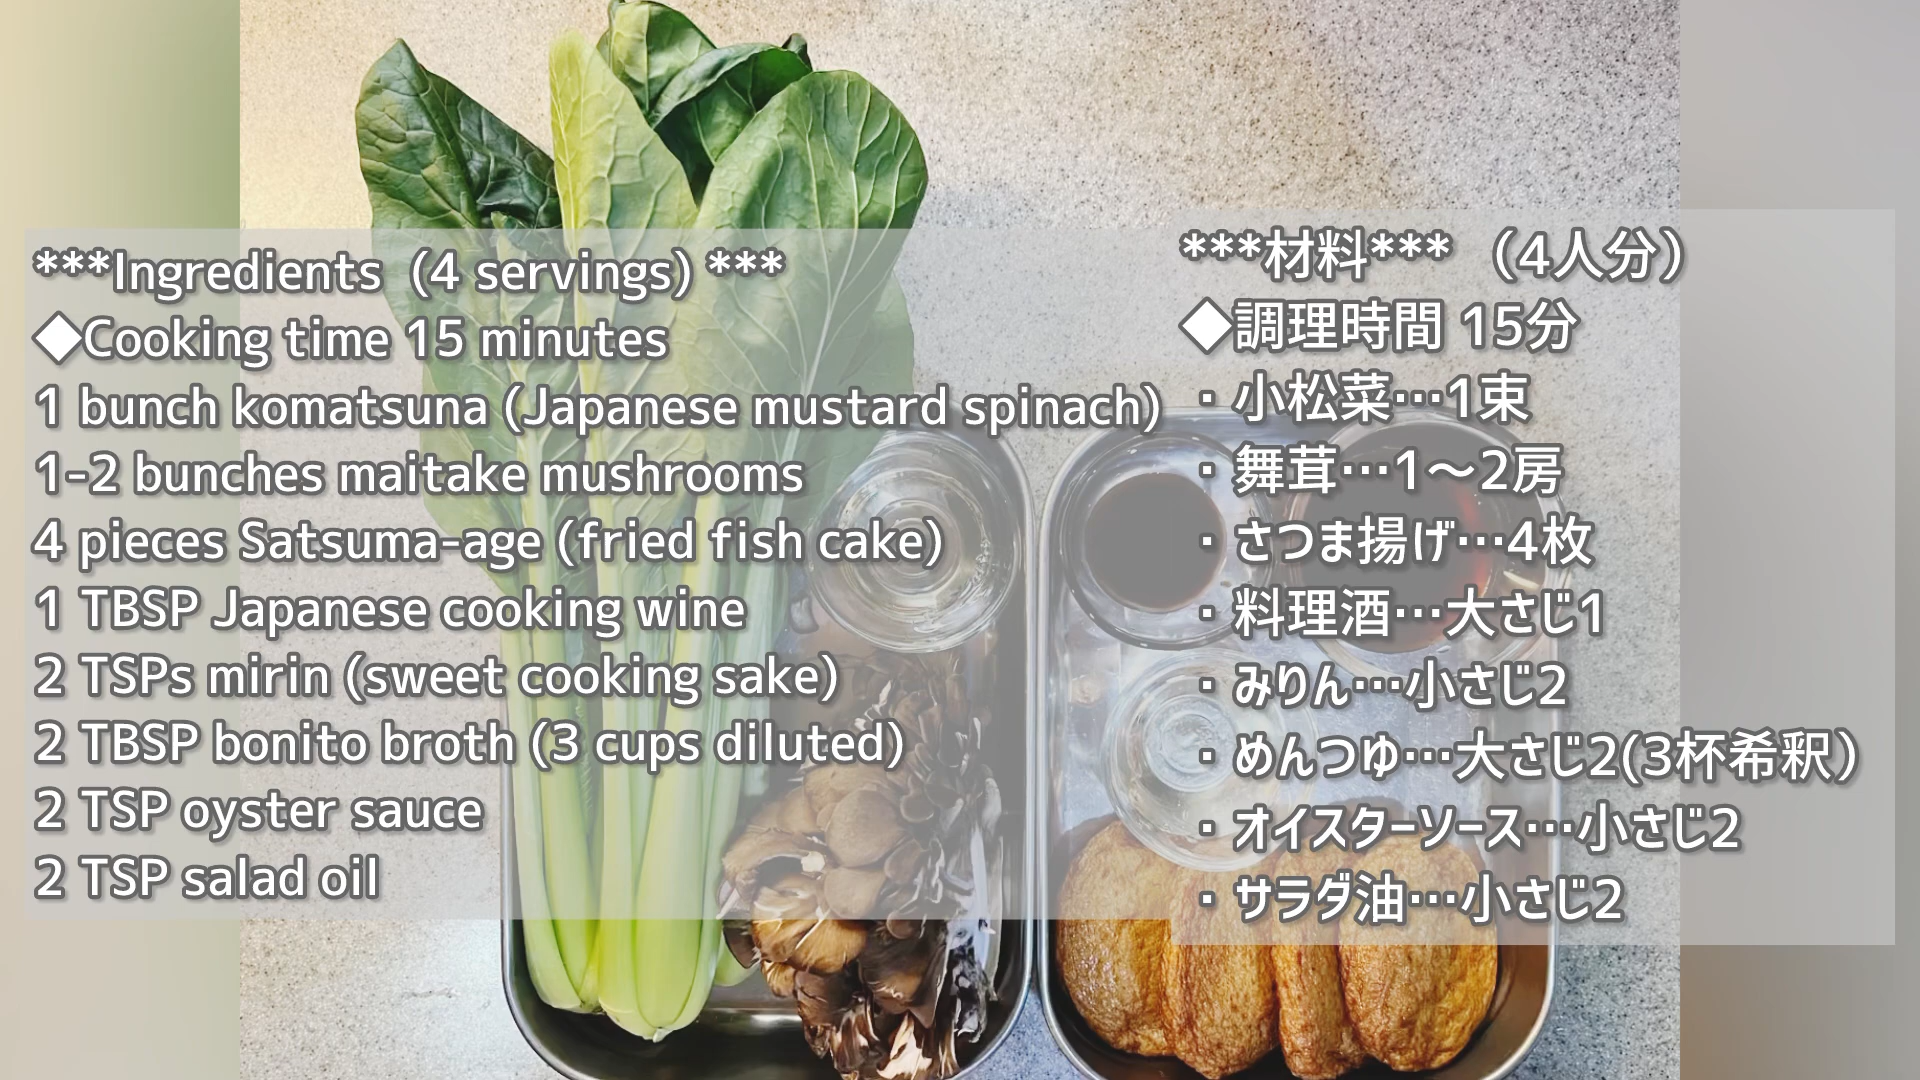 ***Ingredients (4 servings) ***
◆Cooking time 15 minutes
1 bunch komatsuna (Japanese mustard spinach)
1-2 bunches maitake mushrooms
4 pieces Satsuma-age (fried fish cake)
1 TBSP Japanese cooking wine
2 TSPs mirin (sweet cooking sake)
2 TBSP bonito broth (3 cups diluted)
2 TSP oyster sauce
2 TSP salad oil
***材料***（4人分）
◆調理時間 15分
・小松菜…1束
・舞茸…1〜2房
・さつま揚げ…4枚
・料理酒…大さじ1
・みりん…小さじ2
・めんつゆ…大さじ2(3杯希釈）
・オイスターソース…小さじ2
・サラダ油…小さじ2